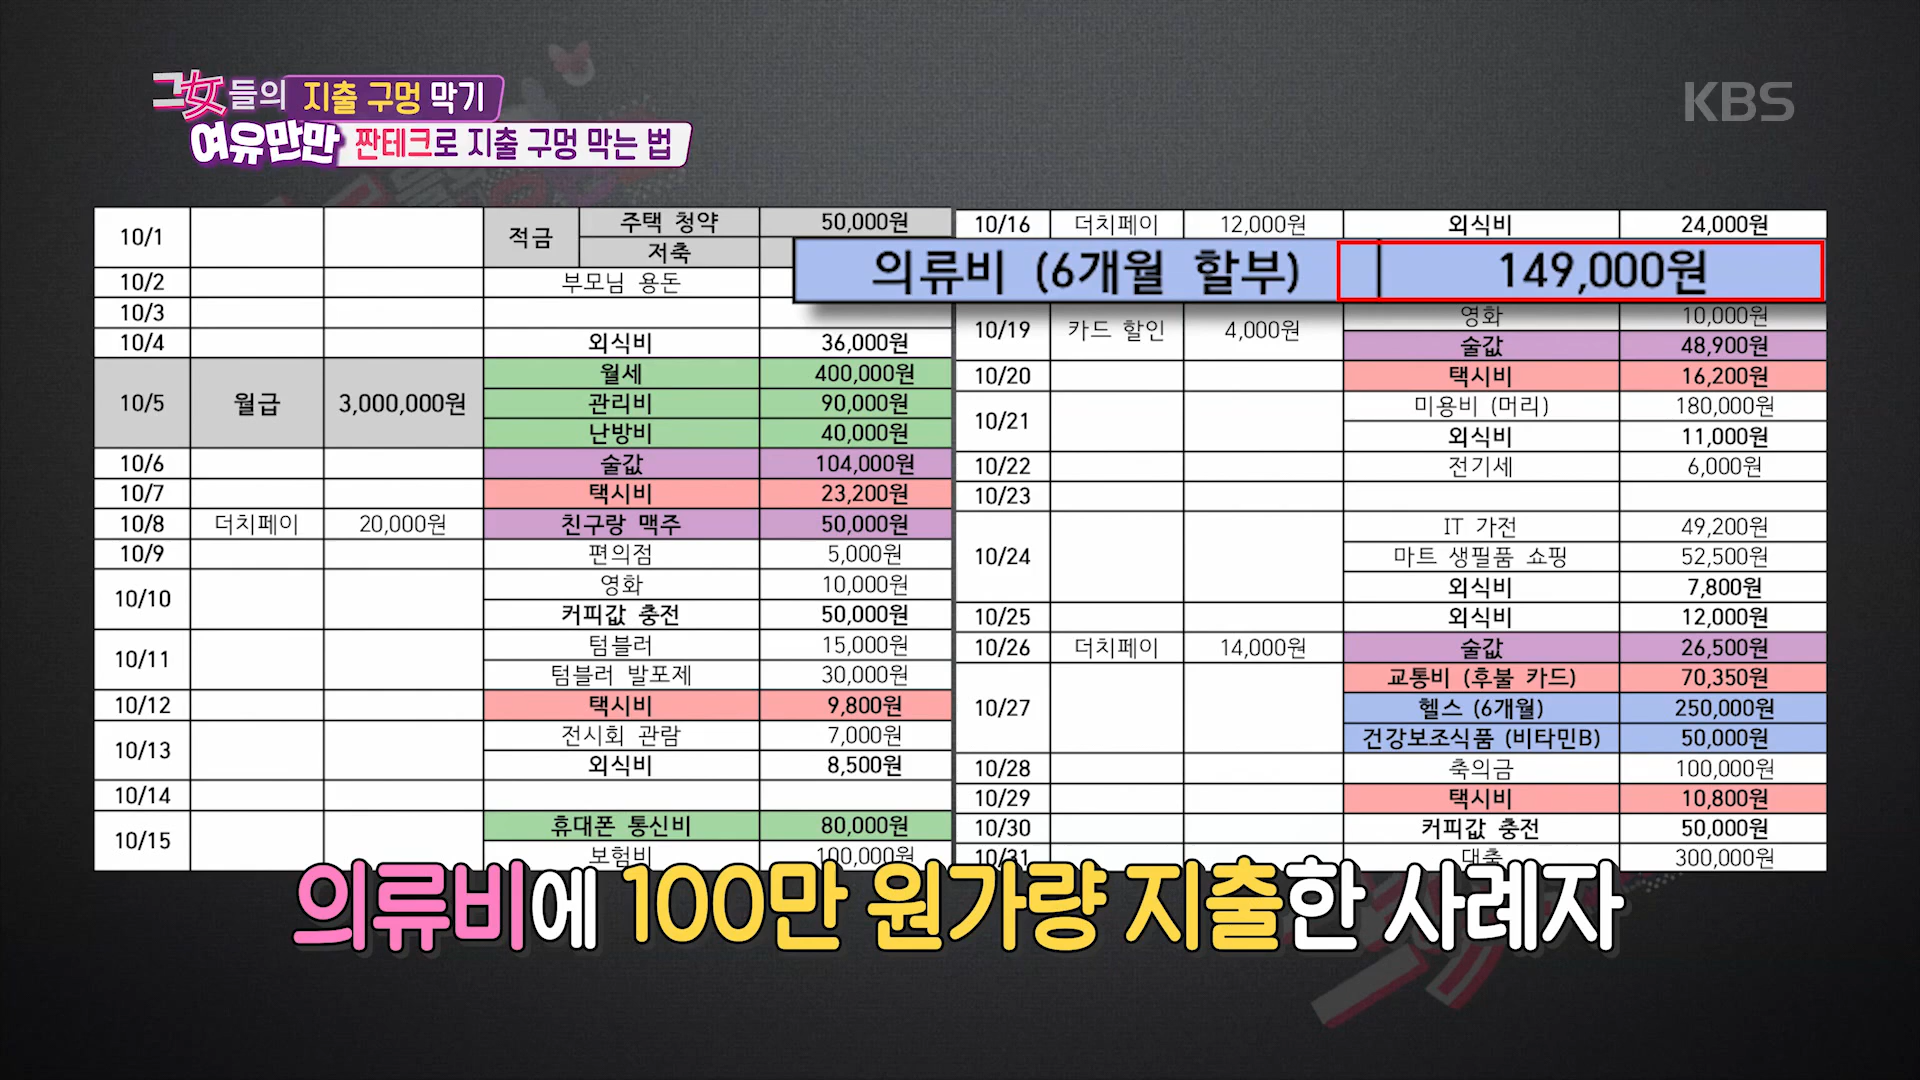 그女들의 지출 구멍 막기
여유만만 짠테크로 지출 구멍 막는 법
KBS
10/1 적금 주택 청약 50,000원
저축
10/2 부모님 용돈
10/3
10/4 외식비 36,000원
10/5 월급 3,000,000원 월세 400,000원
관리비 90,000원
난방비 40,000원
10/6 술값 104,000원
10/7 택시비 23,200원
10/8 더치페이 20,000원 친구랑 맥주 50,000원
10/9 편의점 5,000원
10/10 영화 10,000원
커피값 충전 50,000원
10/11 텀블러 15,000원
텀블러 발포제 30,000원
10/12 택시비 9,800원
10/13 전시회 관람 7,000원
외식비 8,500원
10/14
10/15 휴대폰 통신비 80,000원
보험비 100,000원
10/16 더치페이 12,000원 외식비 24,000원
의류비 (6개월 할부) 149,000원
10/19 카드 할인 4,000원 영화 10,000원
술값 48,900원
10/20 택시비 16,200원
10/21 미용비 (머리) 180,000원
외식비 11,000원
10/22 전기세 6,000원
10/23
10/24 IT 가전 49,200원
마트 생필품 쇼핑 52,500원
외식비 7,800원
10/25 외식비 12,000원
10/26 더치페이 14,000원 술값 26,500원
10/27 교통비 (후불 카드) 70,350원
헬스 (6개월) 250,000원
건강보조식품 (비타민B) 50,000원
10/28 축의금 100,000원
10/29 택시비 10,800원
10/30 커피값 충전 50,000원
10/31 대출 300,000원
의류비에 100만 원가량 지출한 사례자